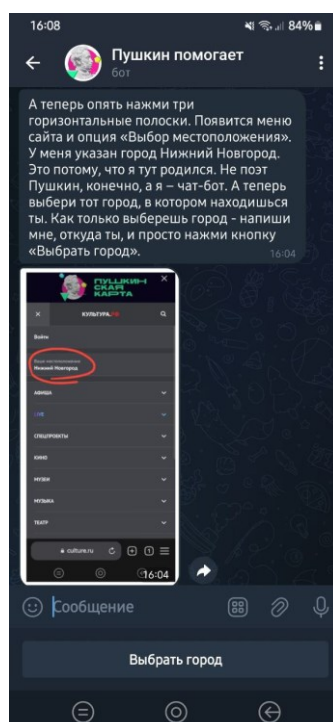 16:08
84%
Пушкин помогает
бот
А теперь опять нажми три
горизонтальные полоски. Появится меню
сайта и опция «Выбор местоположения».
У меня указан город Нижний Новгород.
Это потому, что я тут родился. Не поэт
Пушкин, конечно, а я – чат-бот. А теперь
выбери тот город, в котором находишься
ты. Как только выберешь город - напиши
мне, откуда ты, и просто нажми кнопку
«Выбрать город».
16:04
ПУШКИН
СКАЯ
КАРТА
КУЛЬТУРА.РФ
Войти
Ваше местоположение
Нижний Новгород
АФИША
LIVE
СПЕЦПРОЕКТЫ
КИНО
МУЗЕИ
МУЗЫКА
ТЕАТР
culture.ru
1
16:04
Сообщение
Выбрать город